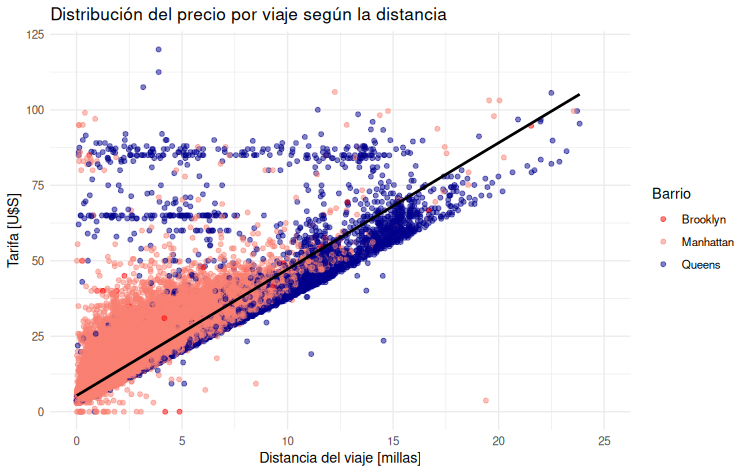 Distribución del precio por viaje según la distancia
Tarifa [U$S]
125
100
75
50
25
0
0 5 10 15 20 25
Distancia del viaje [millas]
Barrio
Brooklyn
Manhattan
Queens